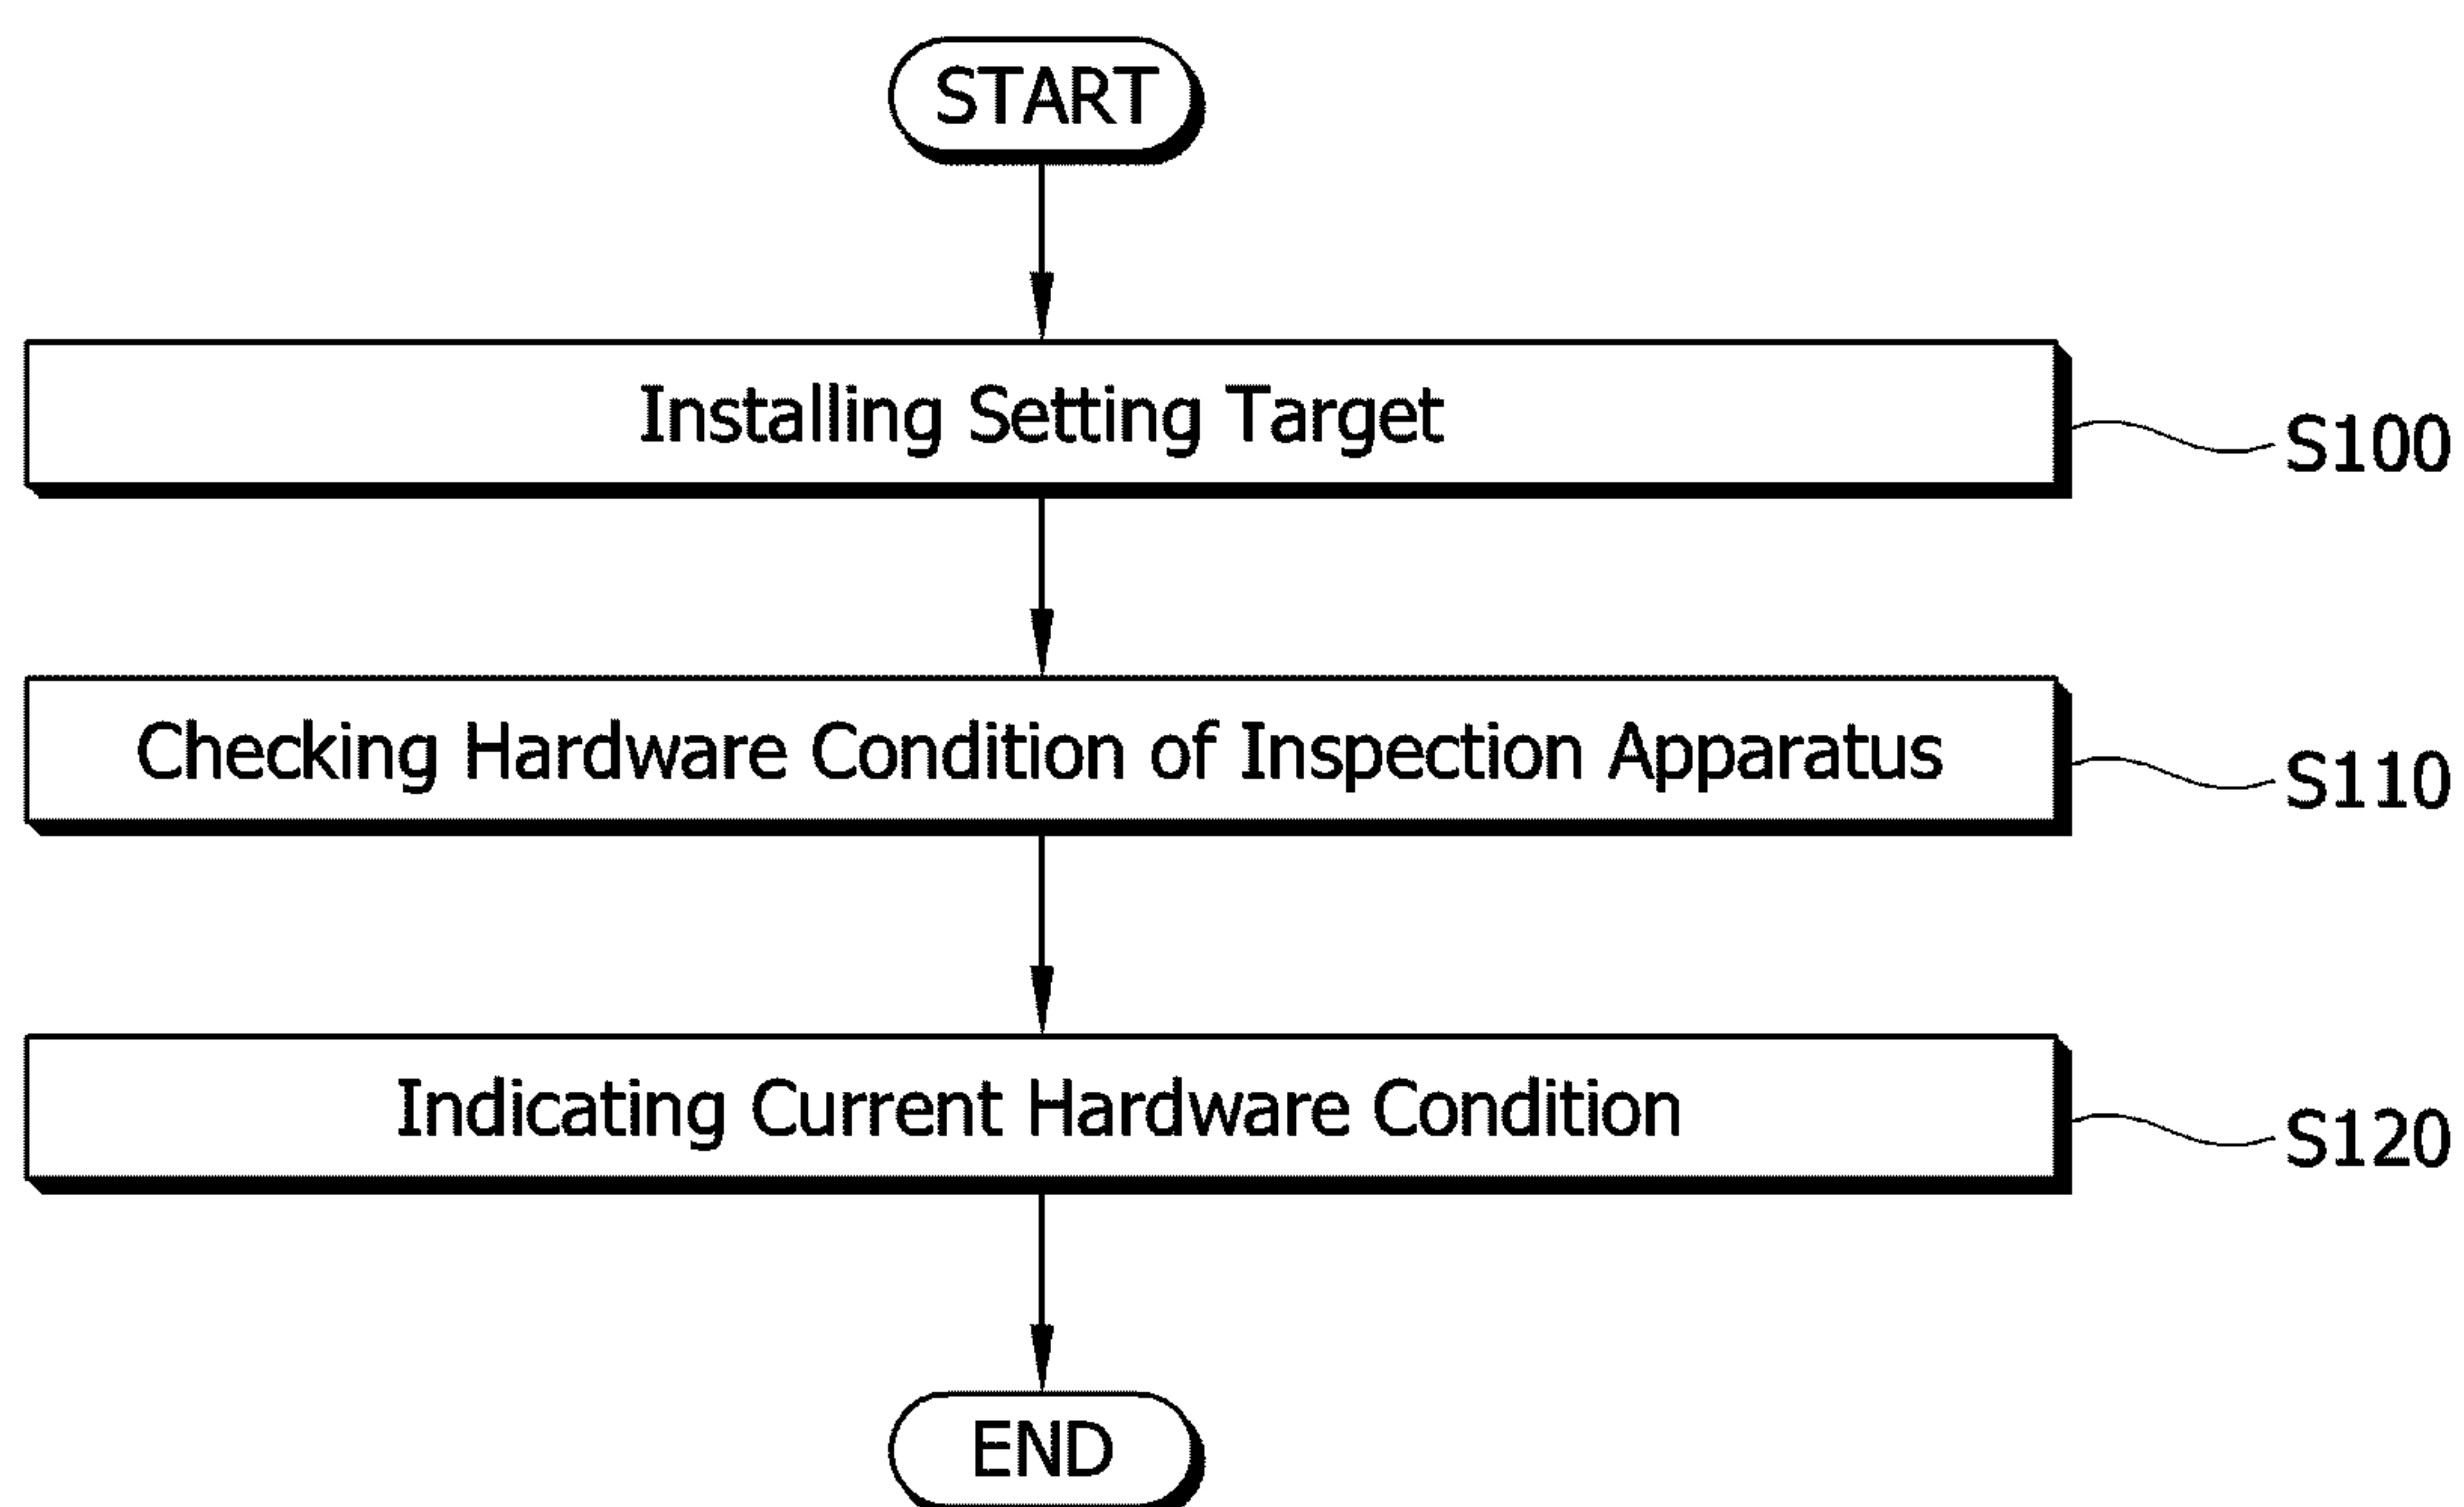 START
Installing Setting Target
S100
Checking Hardware Condition of Inspection Apparatus
S110
Indicating Current Hardware Condition
S120
END